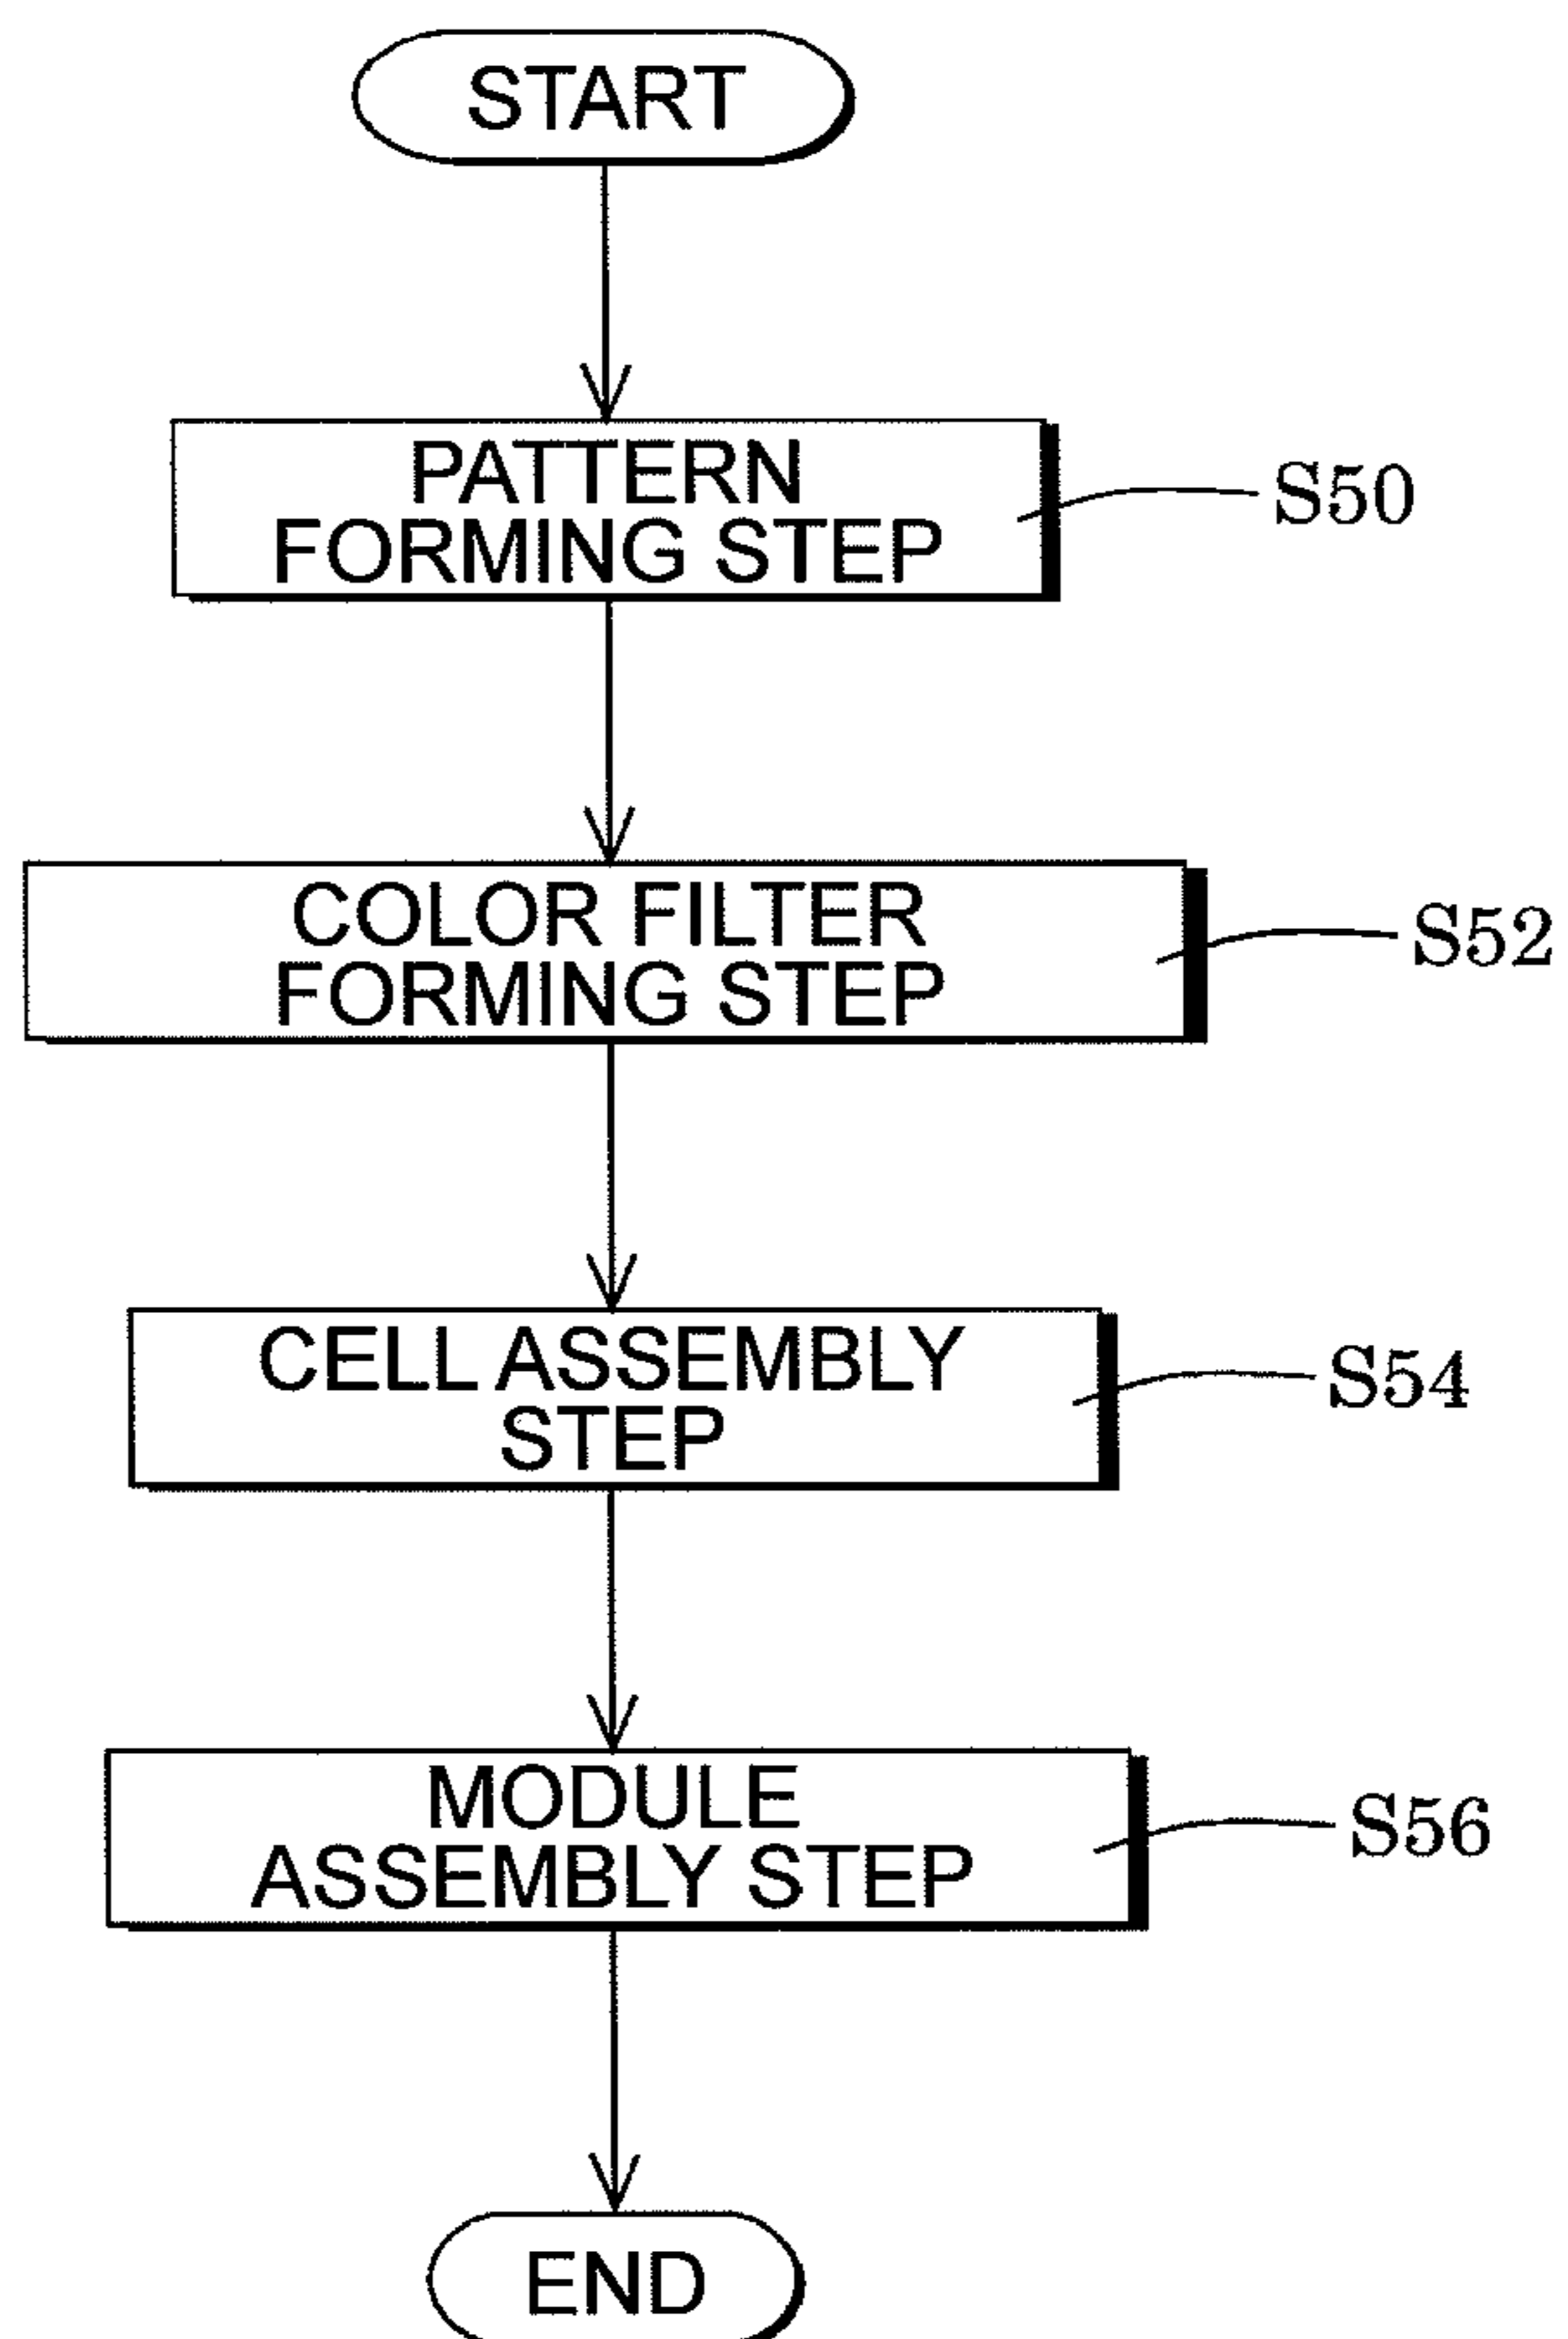 START
PATTERN
FORMING STEP
S50
COLOR FILTER
FORMING STEP
S52
CELL ASSEMBLY
STEP
S54
MODULE
ASSEMBLY STEP
S56
END